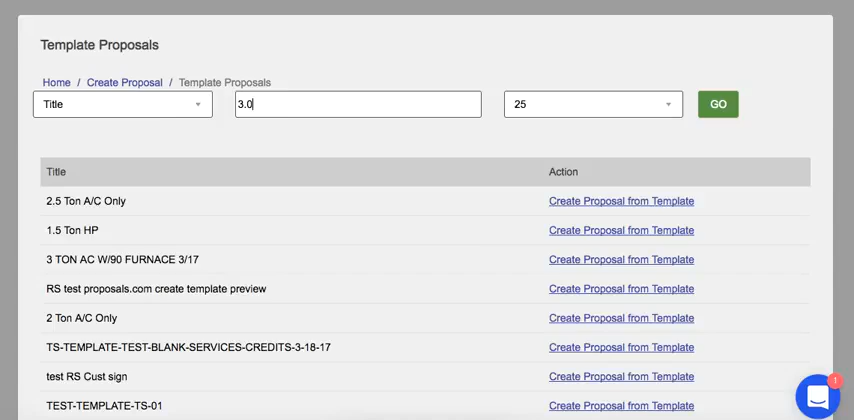 Template Proposals
Home / Create Proposal / Template Proposals
Title 3.0 25 GO
Title Action
2.5 Ton A/C Only Create Proposal from Template
1.5 Ton HP Create Proposal from Template
3 TON AC W/90 FURNACE 3/17 Create Proposal from Template
RS test proposals.com create template preview Create Proposal from Template
2 Ton A/C Only Create Proposal from Template
TS-TEMPLATE-TEST-BLANK-SERVICES-CREDITS-3-18-17 Create Proposal from Template
test RS Cust sign Create Proposal from Template
1
TEST-TEMPLATE-TS-01 Create Proposal from Template